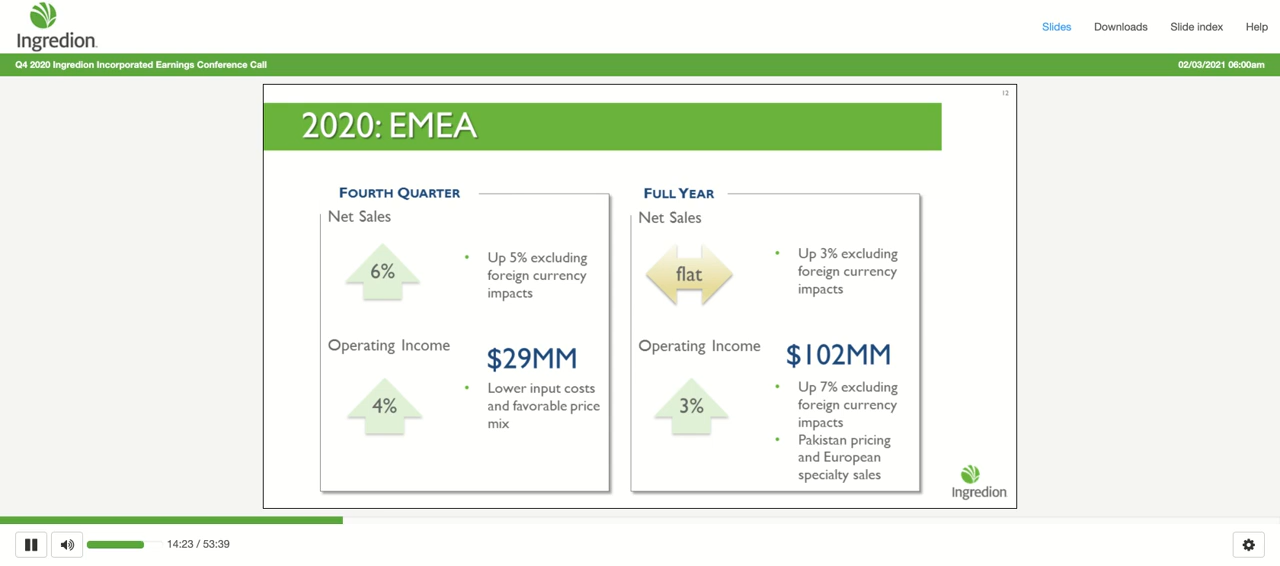 Ingredion
Slides
Downloads
Slide index
Help
Q4 2020 Ingredion Incorporated Earnings Conference Call
02/03/2021 06:00am
12
2020: EMEA
FOURTH QUARTER
Net Sales
6%
• Up 5% excluding
foreign currency
impacts
Operating Income
$29MM
4%
• Lower input costs
and favorable price
mix
FULL YEAR
Net Sales
flat
• Up 3% excluding
foreign currency
impacts
Operating Income
$102MM
3%
• Up 7% excluding
foreign currency
impacts
• Pakistan pricing
and European
specialty sales
Ingredion
14:23 / 53:39